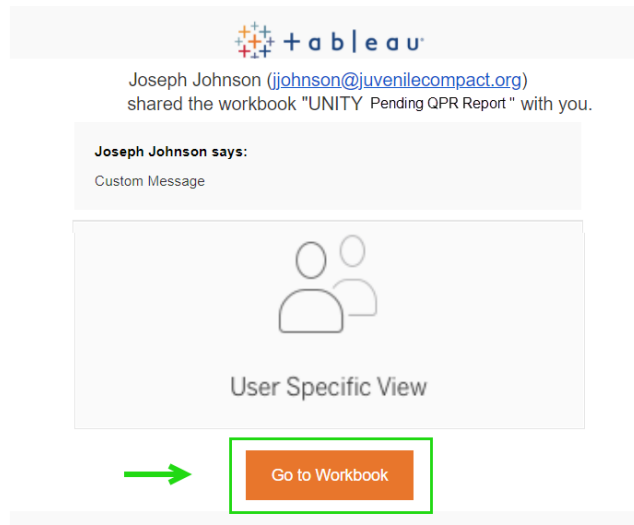 + a b | e a u
Joseph Johnson (jjohnson@juvenilecompact.org)
shared the workbook "UNITY Pending QPR Report" with you.
Joseph Johnson says:
Custom Message
User Specific View
Go to Workbook